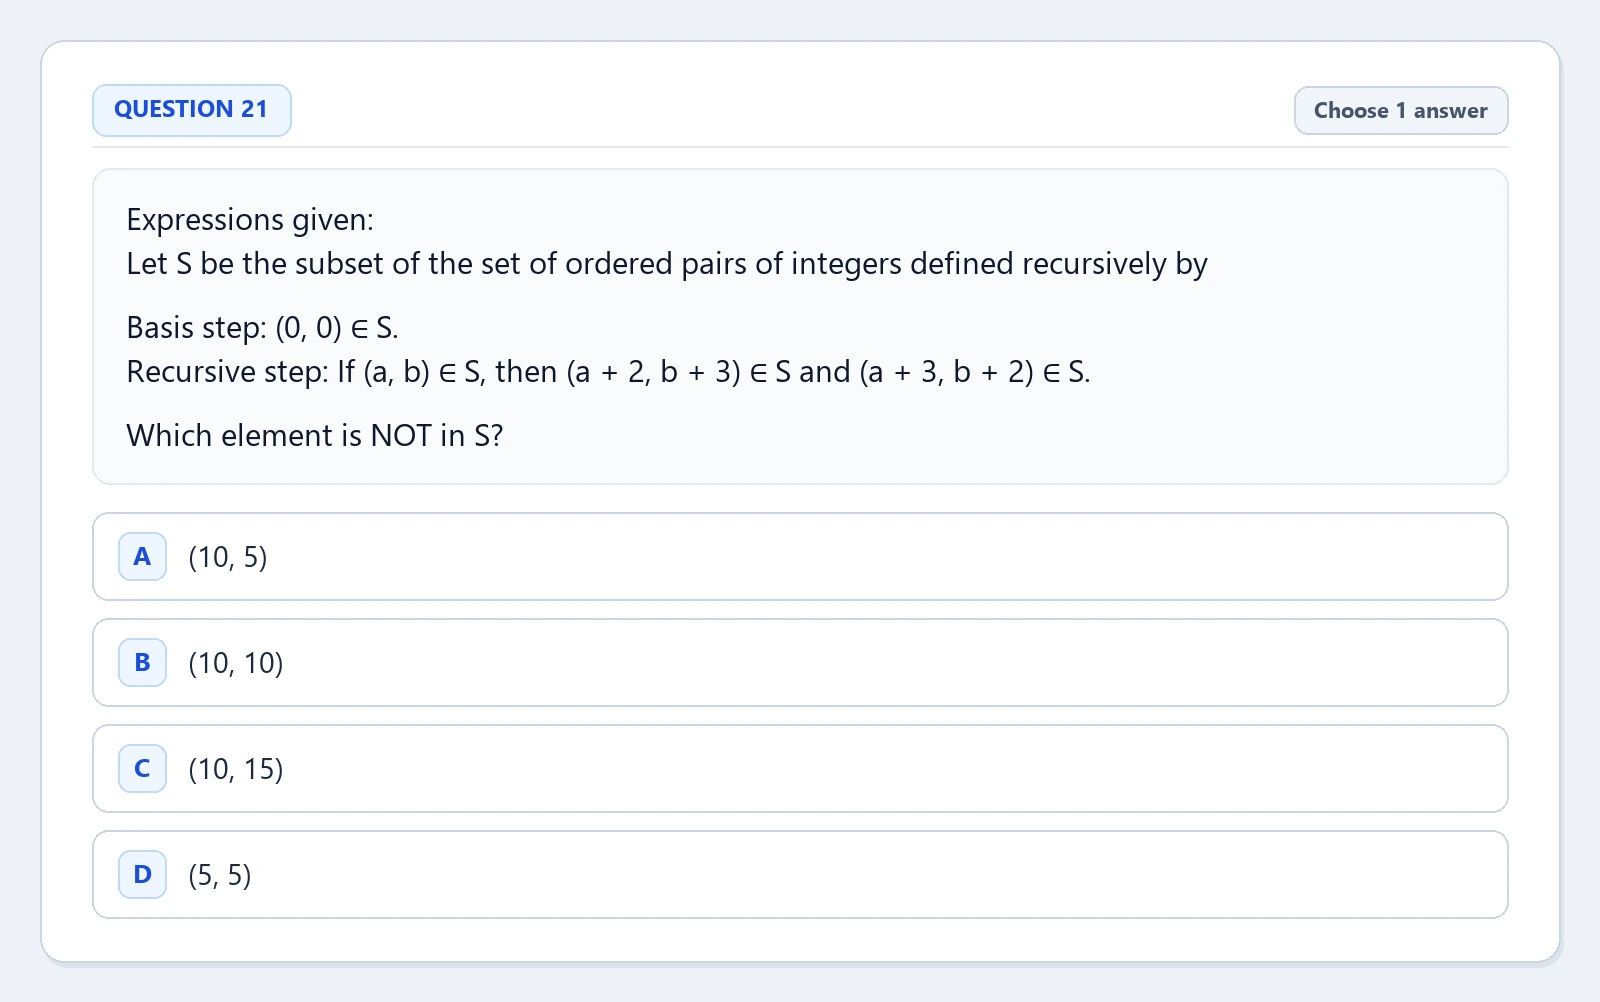 QUESTION 21
Choose 1 answer
Expressions given:
Let S be the subset of the set of ordered pairs of integers defined recursively by
Basis step: (0, 0) ∈ S.
Recursive step: If (a, b) ∈ S, then (a + 2, b + 3) ∈ S and (a + 3, b + 2) ∈ S.
Which element is NOT in S?
A (10, 5)
B (10, 10)
C (10, 15)
D (5, 5)